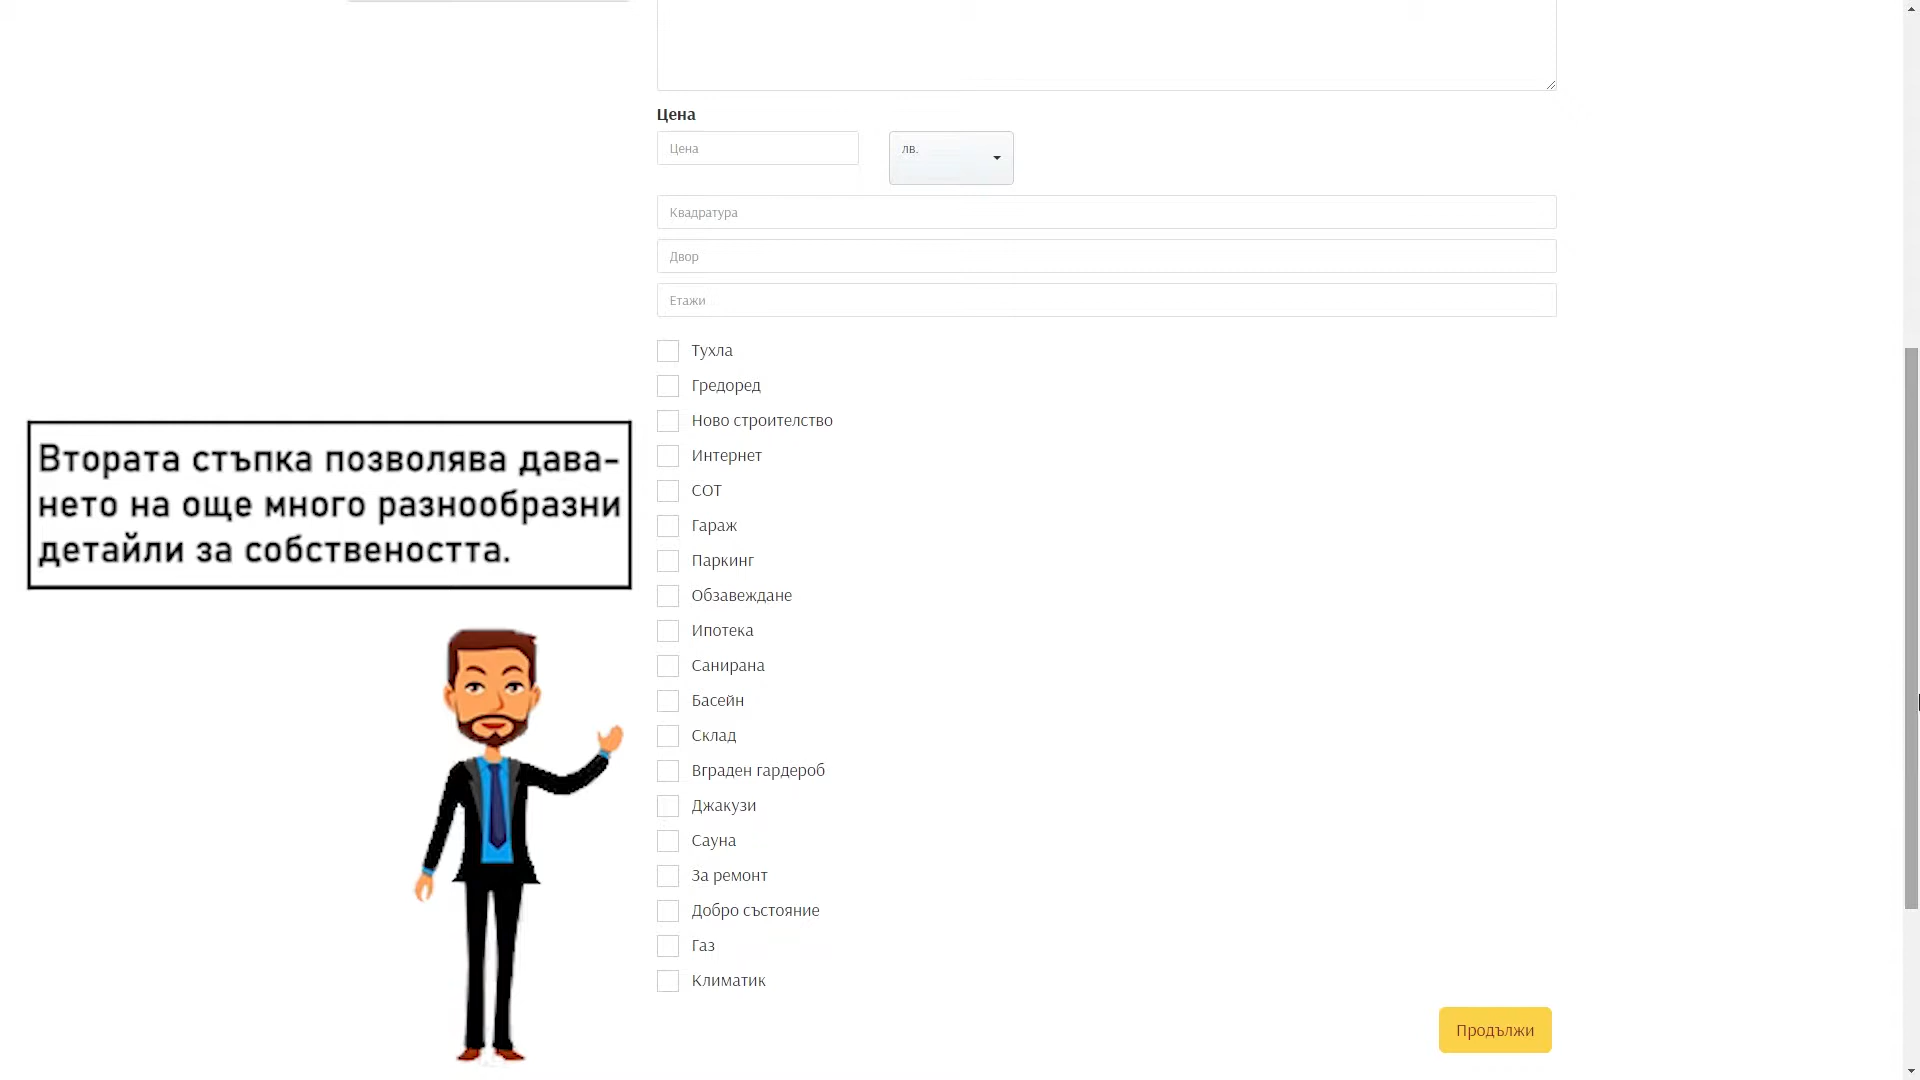 Цена
Цена
лв.
Квадратура
Двор
Етажи
Тухла
Гредоред
Ново строителство
Интернет
СОТ
Гараж
Паркинг
Обзавеждане
Ипотека
Санирана
Басейн
Склад
Вграден гардероб
Джакузи
Сауна
За ремонт
Добро състояние
Газ
Климатик
Продължи
Втората стъпка позволява дава-
нето на още много разнообразни
детайли за собствеността.